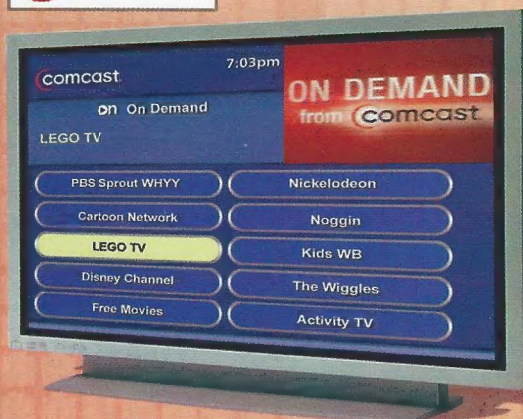 7:03pm
comcast
on On Demand
LEGO TV
ON DEMAND
from comcast
PBS Sprout WHYY
Nickelodeon
Cartoon Network
Noggin
LEGO TV
Kids WB
Disney Channel
The Wiggles
Free Movies
Activity TV